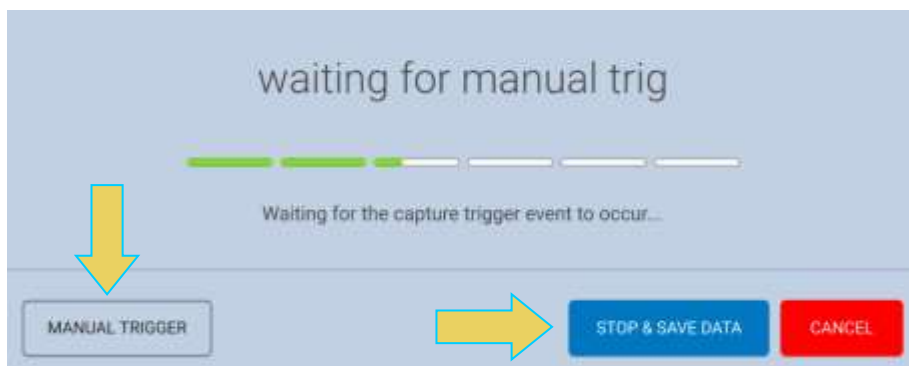 waiting for manual trig
Waiting for the capture trigger event to occur...
MANUAL TRIGGER
STOP & SAVE DATA
CANCEL